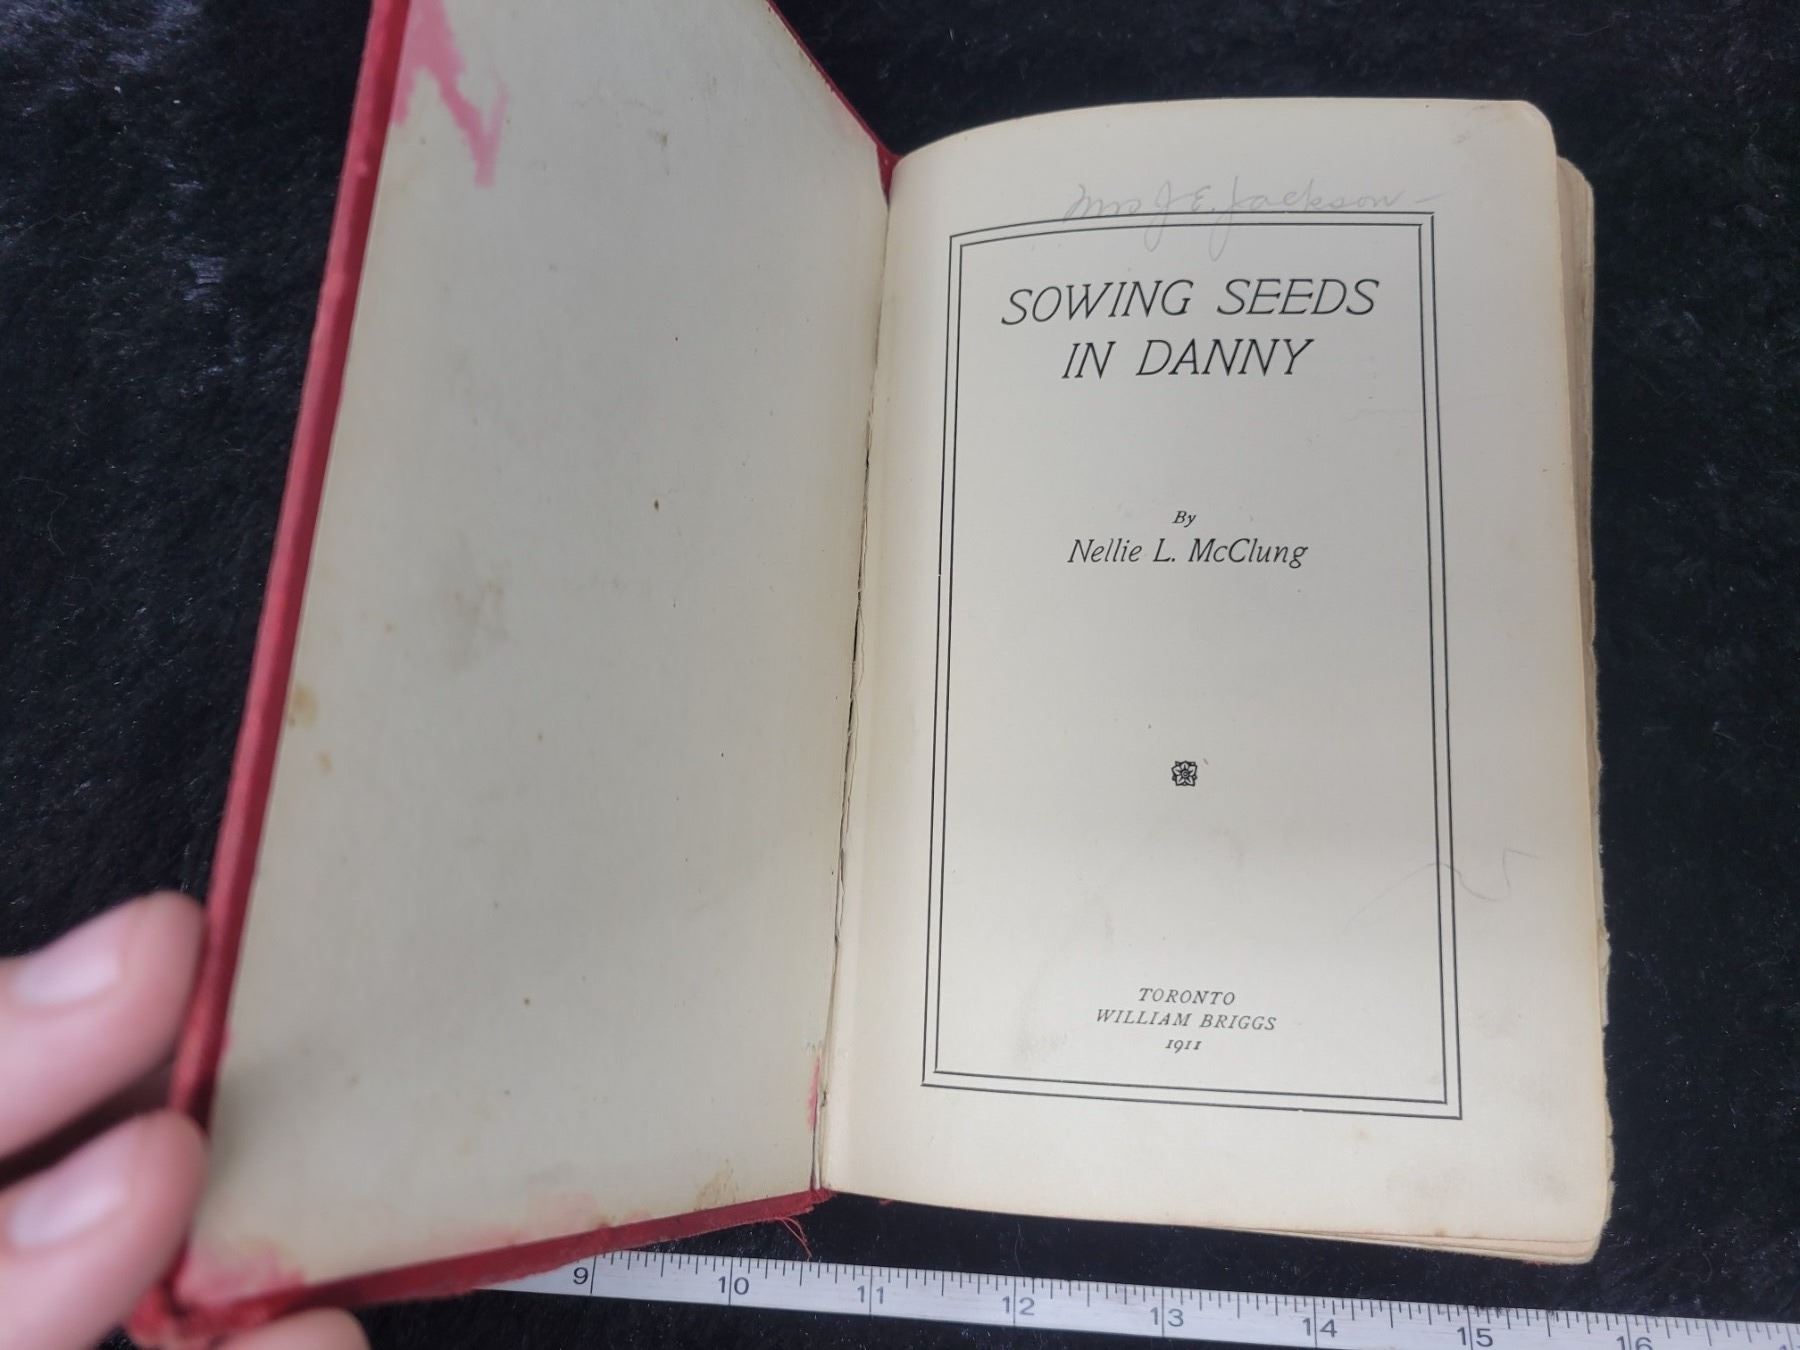 Mrs J. E. Jackson -
SOWING SEEDS
IN DANNY
By
Nellie L. McClung
TORONTO
WILLIAM BRIGGS
1911
9 10 11 12 13 14 15 16